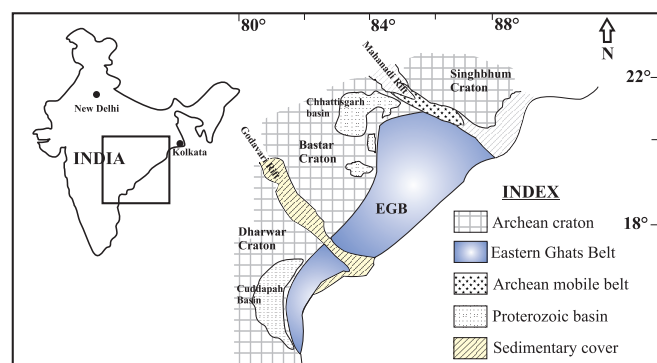 80°
84°
88°
22°
18°
N
New Delhi
INDIA
Kolkata
Mahanadi Rift
Singhbhum
Craton
Chhattisgarh
basin
Bastar
Craton
Godavari Rift
EGB
Dharwar
Craton
Cuddapah
Basin
INDEX
Archean craton
Eastern Ghats Belt
Archean mobile belt
Proterozoic basin
Sedimentary cover